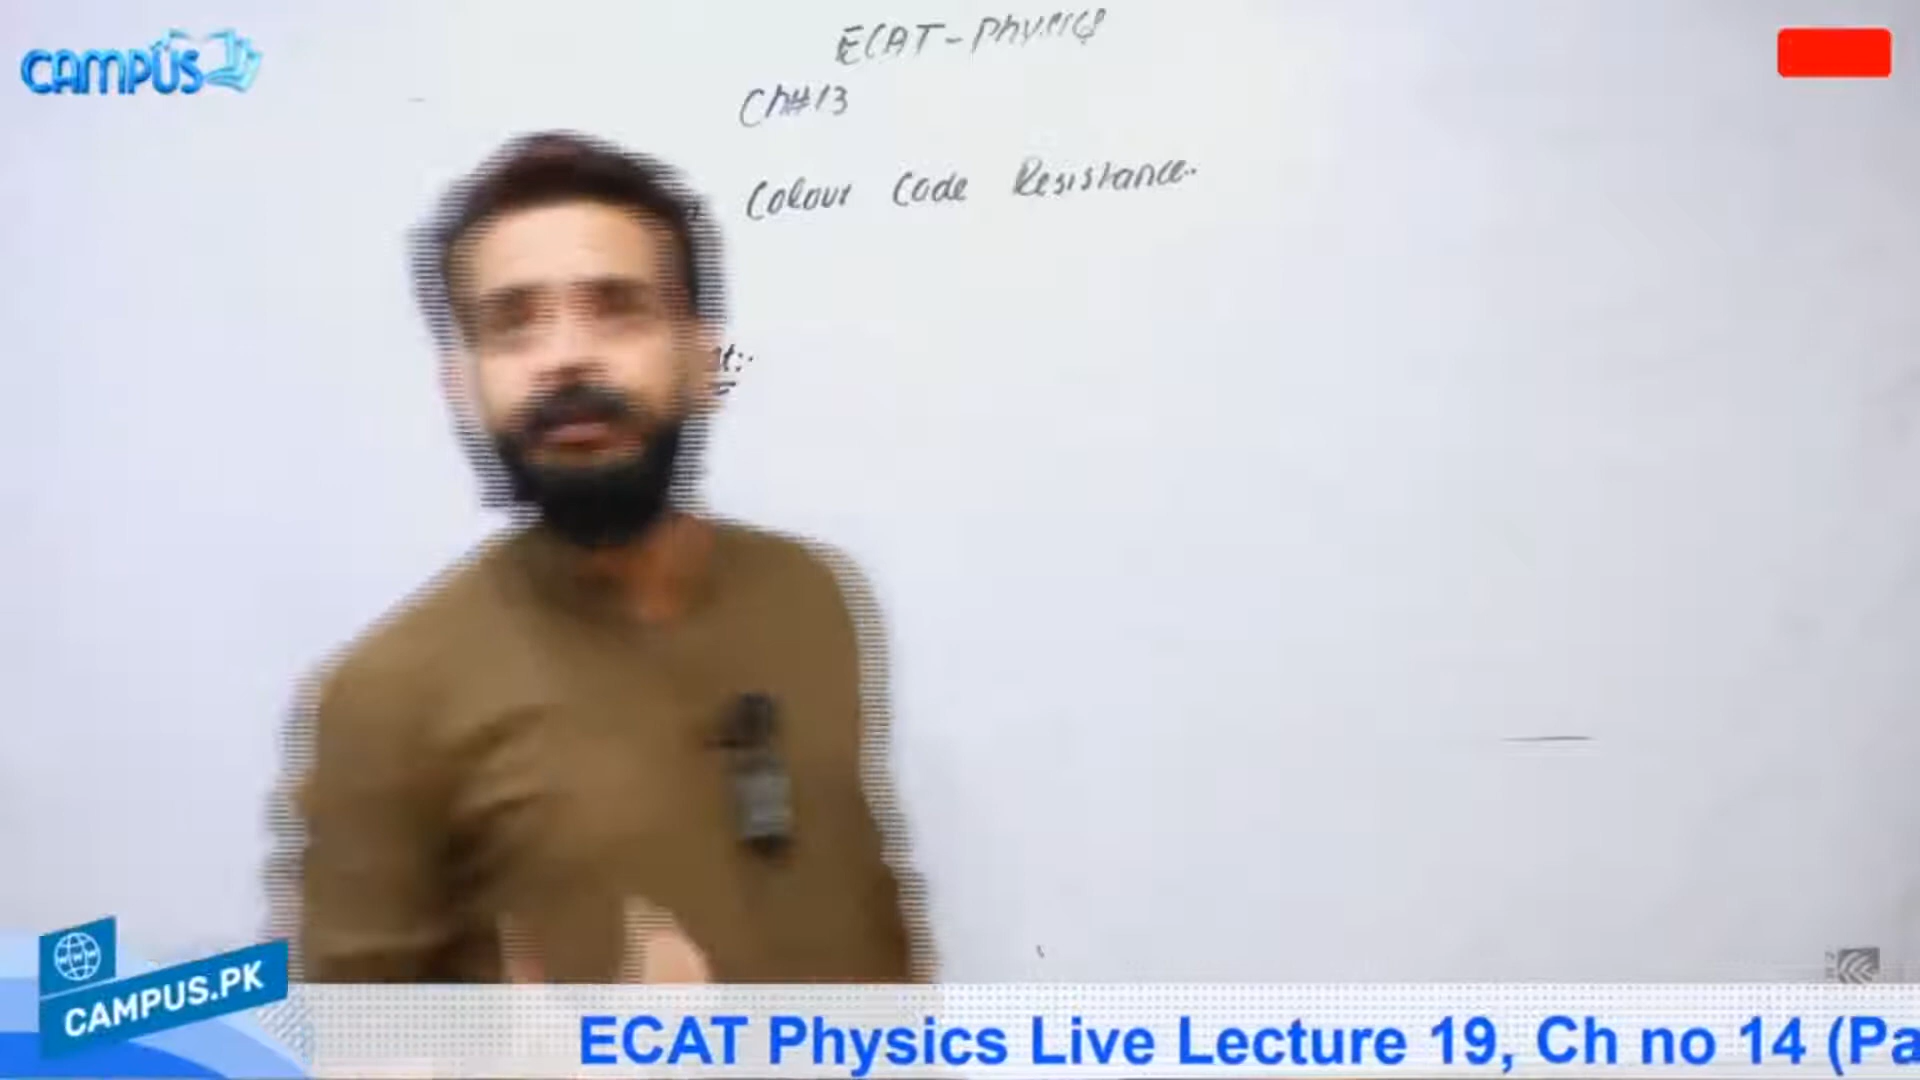 CAMPUS
ECAT - Physics
Ch#13
Colour Code Resistance.
CAMPUS.PK
ECAT Physics Live Lecture 19, Ch no 14 (Pa